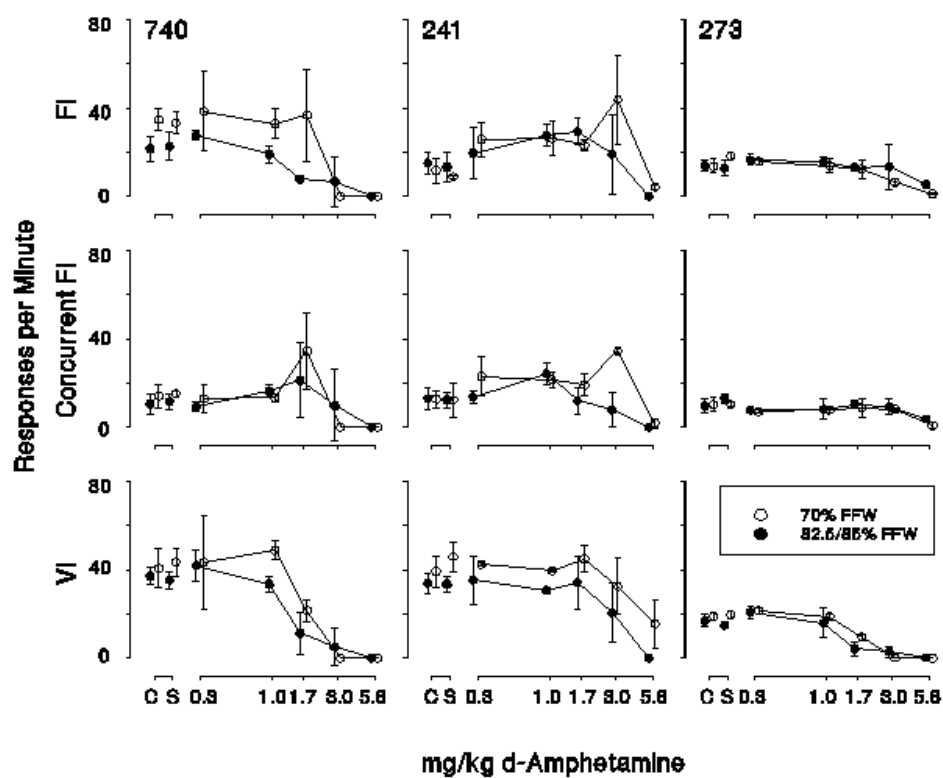 80
740
241
273
FI
40
0
80
Concurrent FI
40
0
Responses per Minute
80
70% FFW
82.5/85% FFW
VI
40
0
C S 0.3 1.0 1.7 3.0 5.6
C S 0.3 1.0 1.7 3.0 5.6
C S 0.3 1.0 1.7 3.0 5.6
mg/kg d-Amphetamine